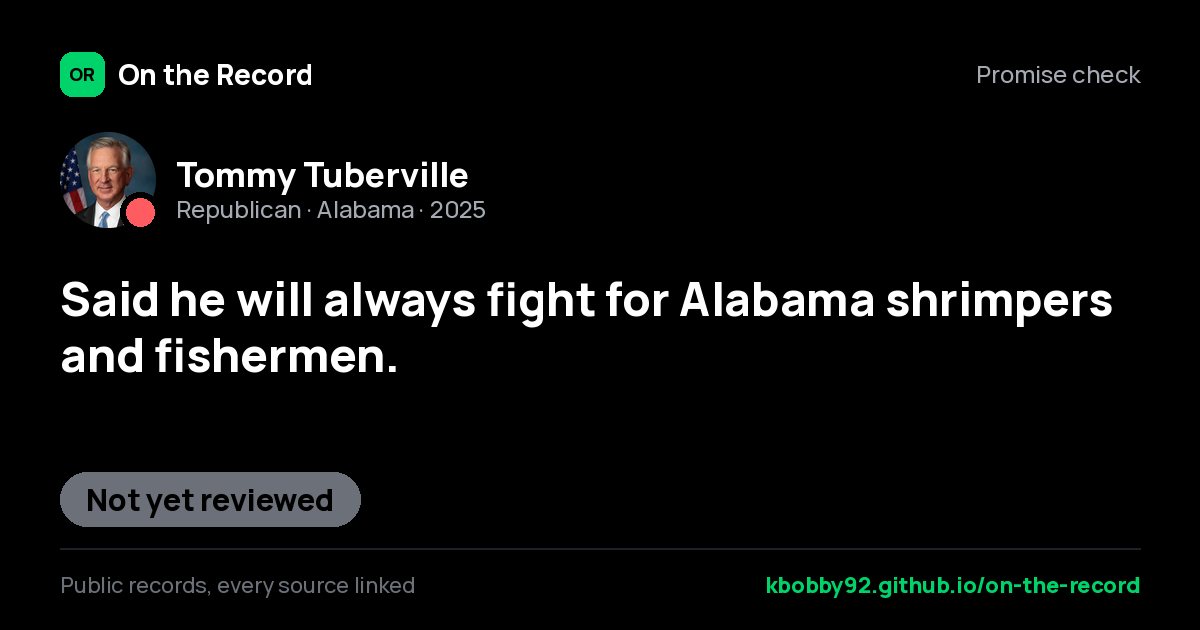 OR On the Record
Promise check
Tommy Tuberville
Republican · Alabama · 2025
Said he will always fight for Alabama shrimpers
and fishermen.
Not yet reviewed
Public records, every source linked
kbobby92.github.io/on-the-record